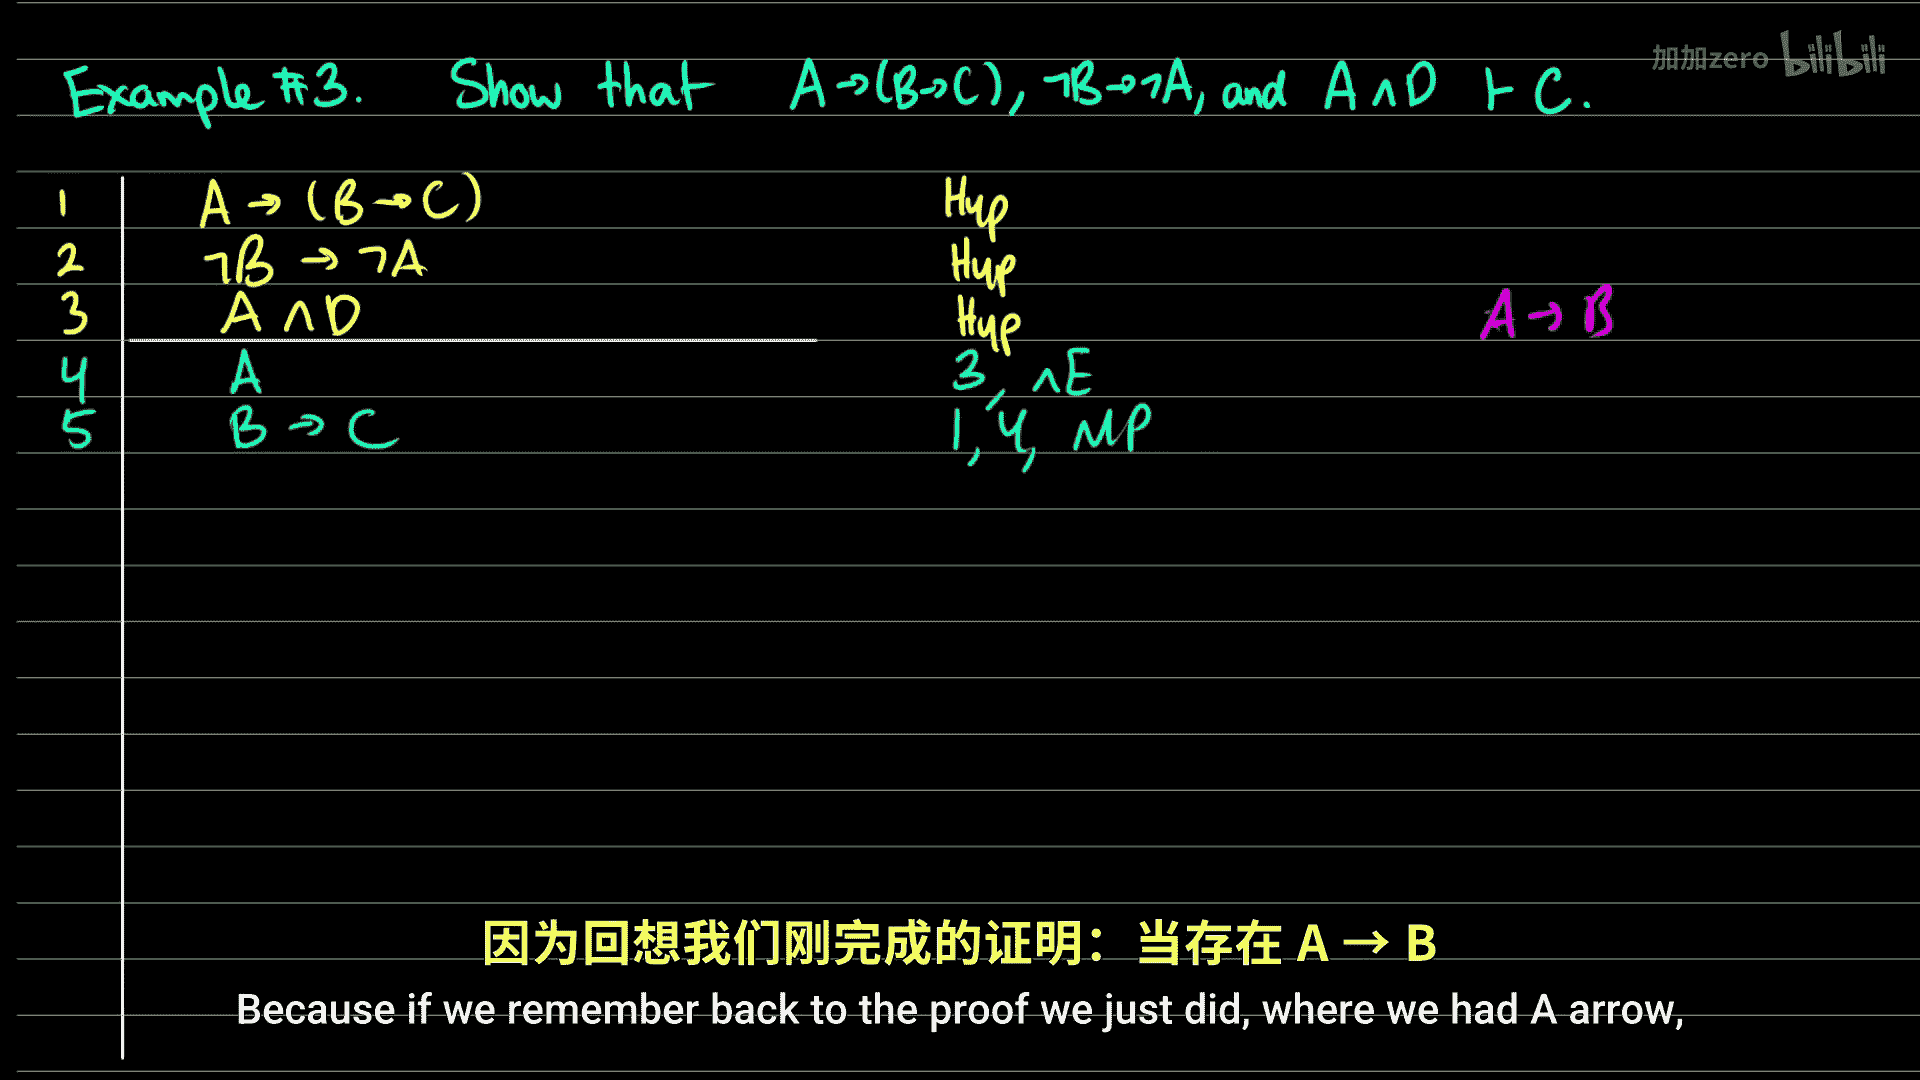 加加zero bilibili
Example #3. Show that A→(B→C), ¬B→¬A, and A∧D ⊢ C.
1 A → (B → C) Hyp
2 ¬B → ¬A Hyp
3 A ∧ D Hyp
A → B
4 A 3, ∧E
5 B → C 1, 4, MP
因为回想我们刚完成的证明：当存在 A → B
Because if we remember back to the proof we just did, where we had A arrow,